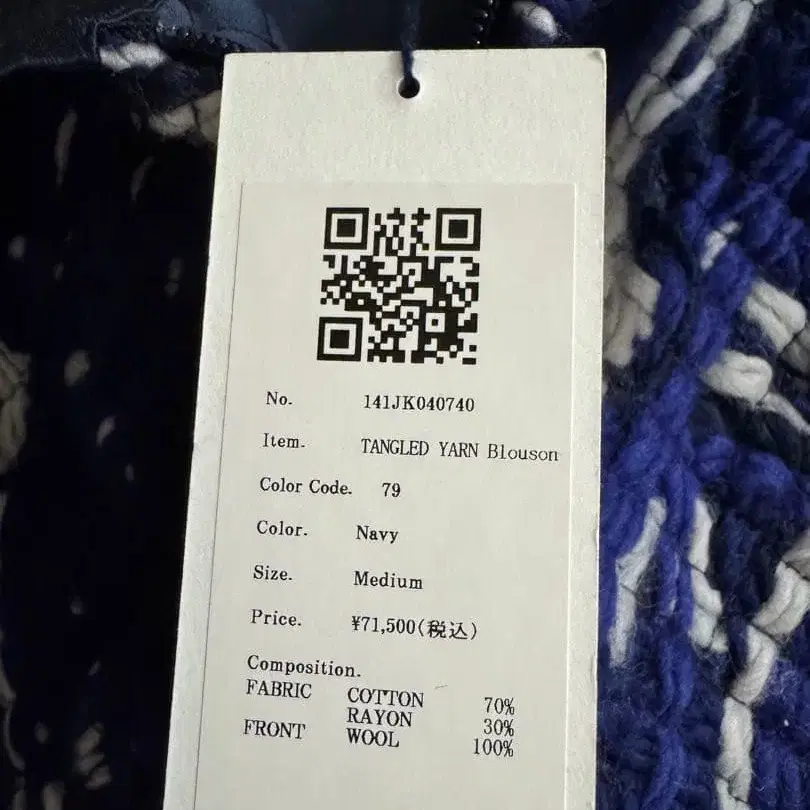 No. 141JK040740
Item. TANGLED YARN Blouson
Color Code. 79
Color. Navy
Size. Medium
Price. ¥71,500(税込)
Composition.
FABRIC COTTON 70%
RAYON 30%
FRONT WOOL 100%